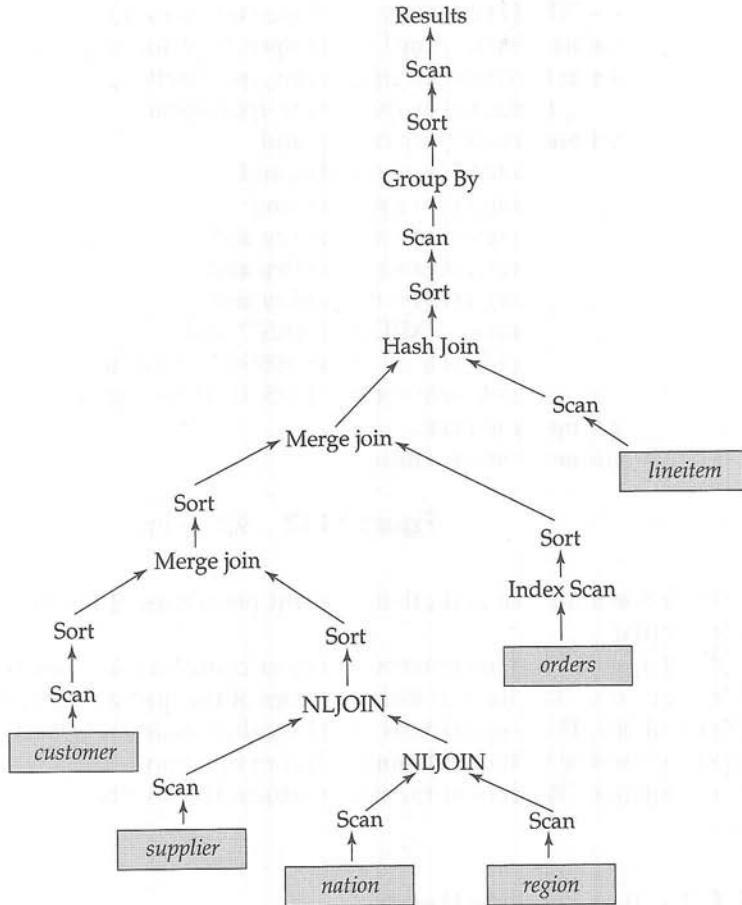 Results
Scan
Sort
Group By
Scan
Sort
Hash Join
Scan
Merge join
lineitem
Sort
Sort
Merge join
Index Scan
Sort
Sort
orders
Scan
NLJOIN
customer
NLJOIN
Scan
Scan
Scan
supplier
nation
region